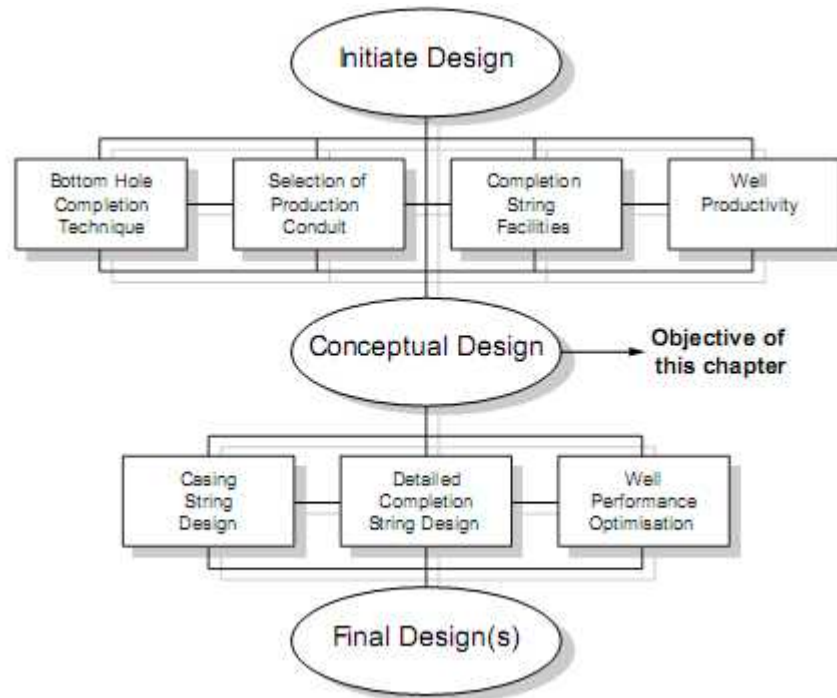 Initiate Design
Bottom Hole
Completion
Technique
Selection of
Production
Conduit
Completion
String
Facilities
Well
Productivity
Conceptual Design
Objective of
this chapter
Casing
String
Design
Detailed
Completion
String Design
Well
Performance
Optimisation
Final Design(s)